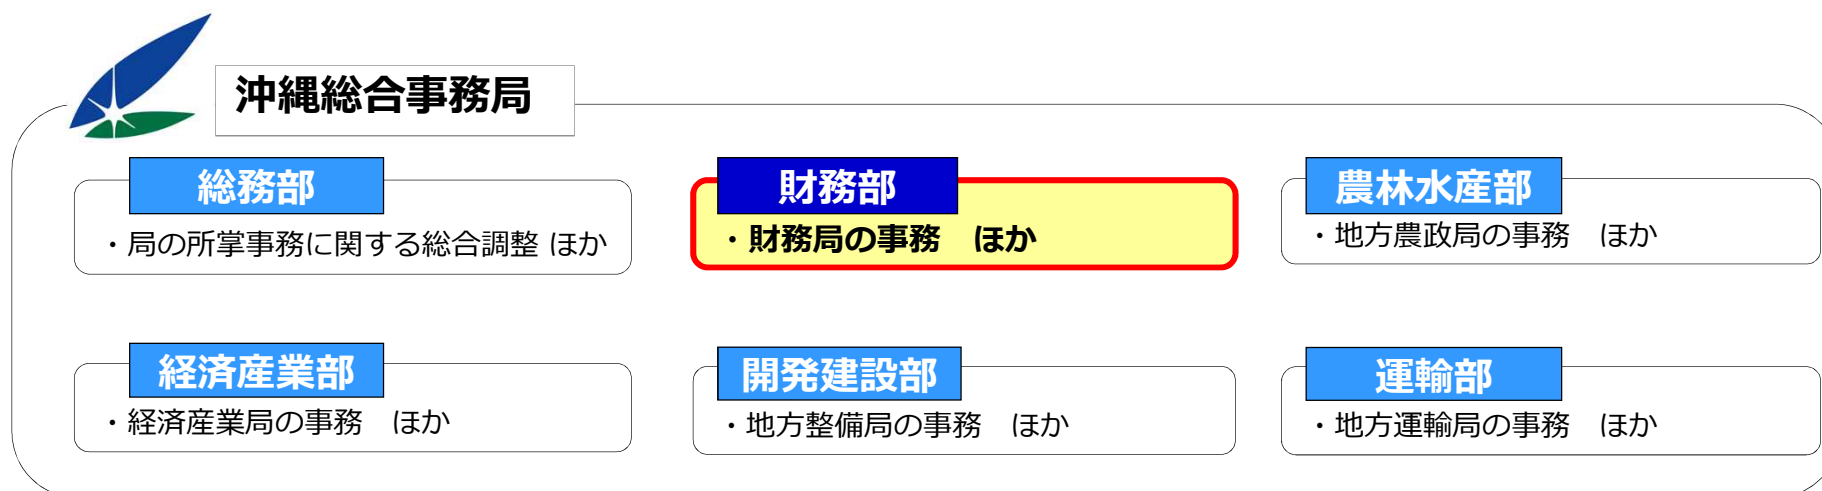 沖縄総合事務局
総務部
・局の所掌事務に関する総合調整 ほか
財務部
・財務局の事務　ほか
農林水産部
・地方農政局の事務　ほか
経済産業部
・経済産業局の事務　ほか
開発建設部
・地方整備局の事務　ほか
運輸部
・地方運輸局の事務　ほか